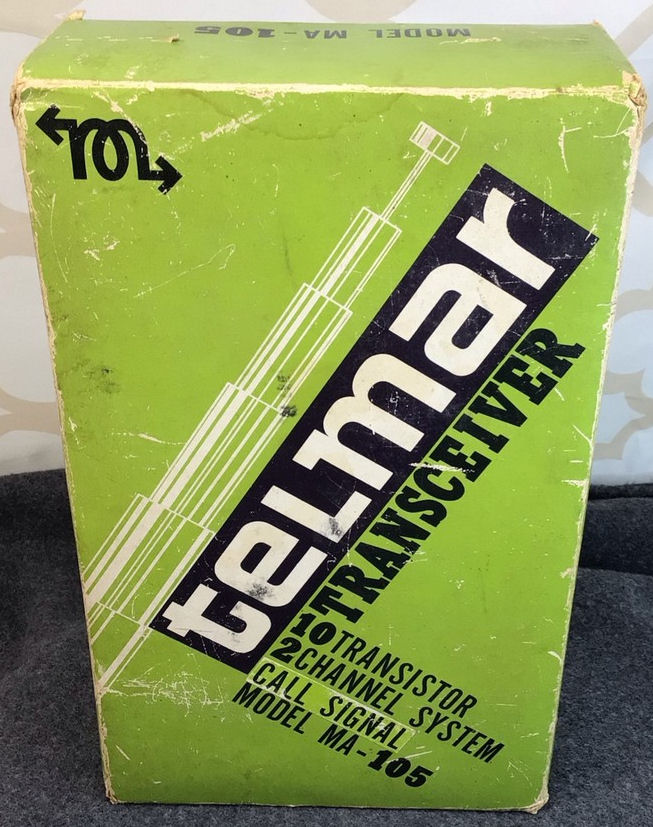 MODEL MA-105
m
telmar
TRANSCEIVER
10 TRANSISTOR
2 CHANNEL SYSTEM
CALL SIGNAL
MODEL MA-105